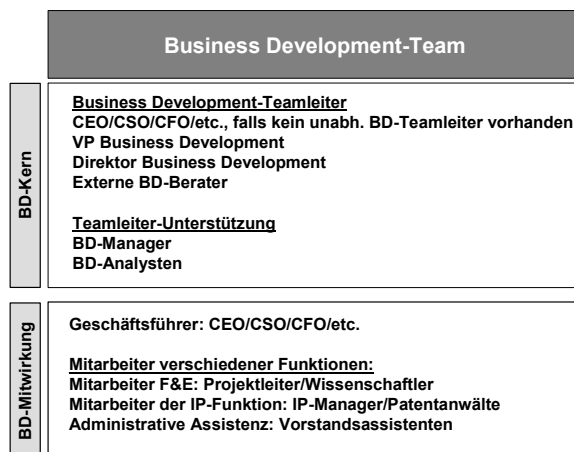 Business Development-Team
BD-Kern
Business Development-Teamleiter
CEO/CSO/CFO/etc., falls kein unabh. BD-Teamleiter vorhanden
VP Business Development
Direktor Business Development
Externe BD-Berater
Teamleiter-Unterstützung
BD-Manager
BD-Analysten
BD-Mitwirkung
Geschäftsführer: CEO/CSO/CFO/etc.
Mitarbeiter verschiedener Funktionen:
Mitarbeiter F&E: Projektleiter/Wissenschaftler
Mitarbeiter der IP-Funktion: IP-Manager/Patentanwälte
Administrative Assistenz: Vorstandsassistenten